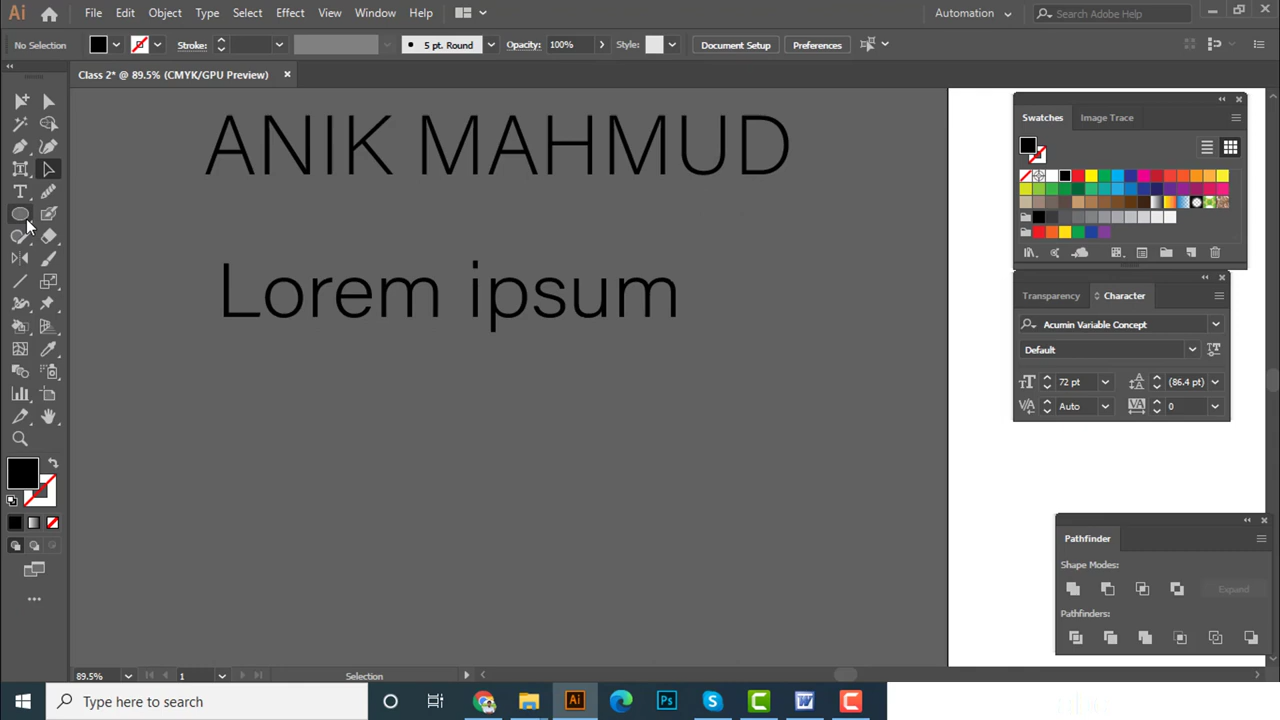 Ai File Edit Object Type Select Effect View Window Help Automation Search Adobe Help
No Selection Stroke: 5 pt. Round Opacity: 100% Style: Document Setup Preferences
Class 2* @ 89.5% (CMYK/GPU Preview)
ANIK MAHMUD
Lorem ipsum
Swatches Image Trace
Transparency Character
Acumin Variable Concept
Default
72 pt (86.4 pt)
Auto 0
Pathfinder
Shape Modes:
Expand
Pathfinders:
89.5% 1 Selection
Type here to search